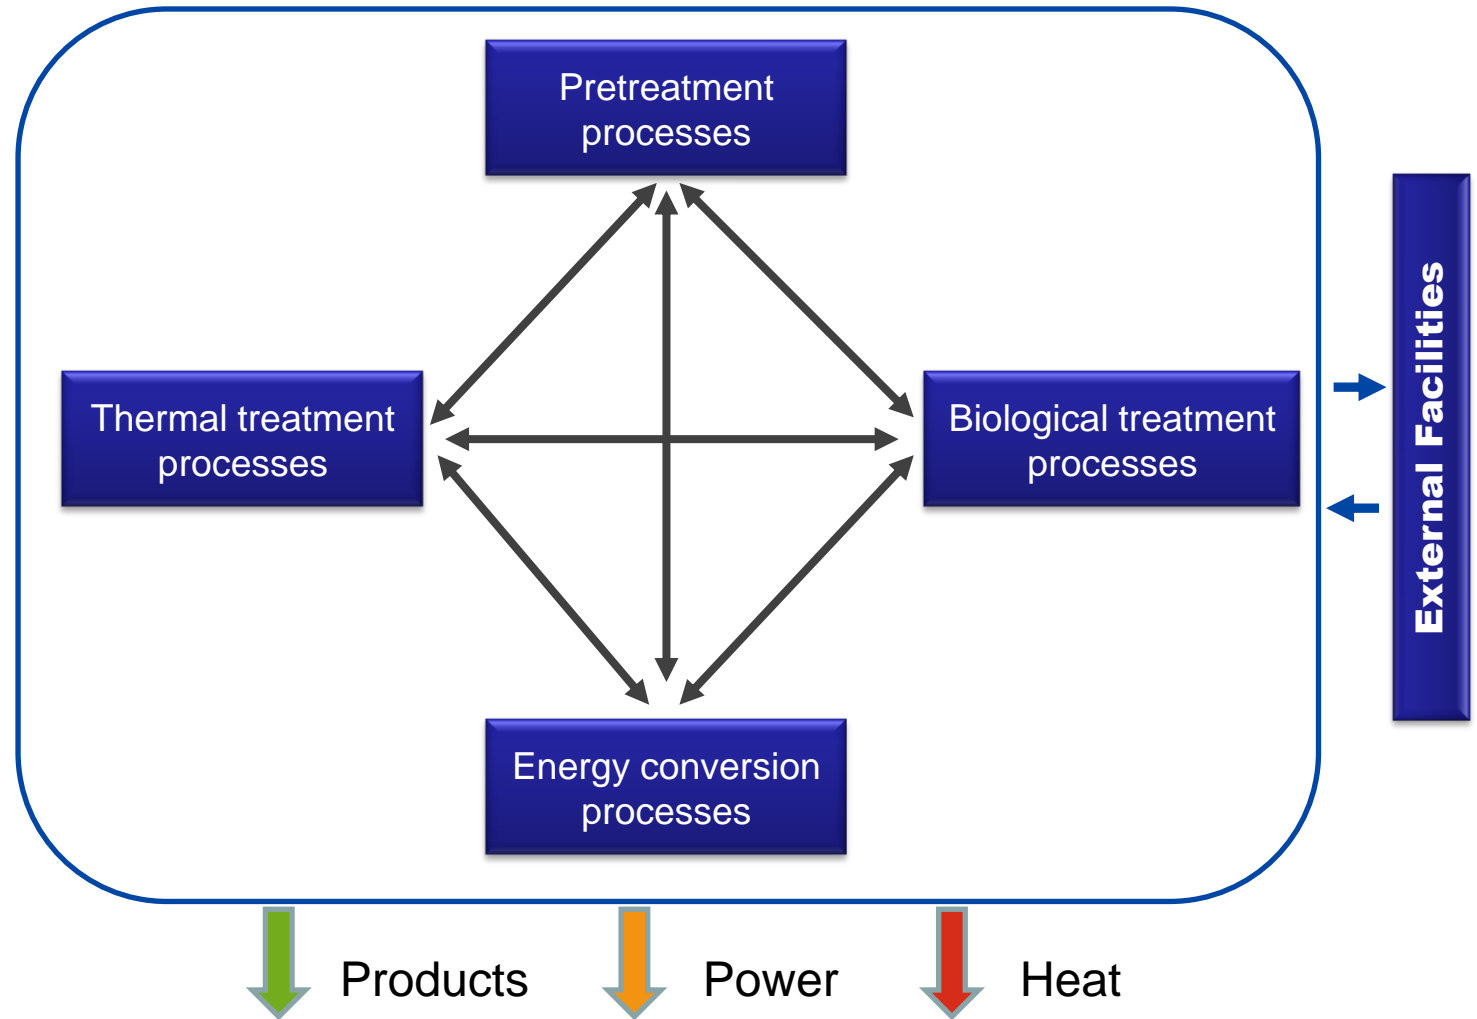 Pretreatment
processes
Thermal treatment
processes
Biological treatment
processes
External Facilities
Energy conversion
processes
Products
Power
Heat